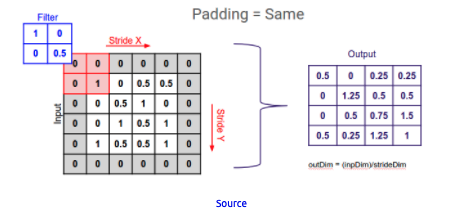 Padding = Same
Filter
1 0
0 0.5
Stride X
Input
0 0 0 0 0 0
0 1 0 0.5 0.5 0
0 0 0.5 1 0 0
0 0 1 0.5 1 0
0 1 0.5 0.5 1 0
0 0 0 0 0 0
Stride Y
Output
0.5 0 0.25 0.25
0 1.25 0.5 0.5
0 0.5 0.75 1.5
0.5 0.25 1.25 1
outDim = (inpDim)/strideDim
Source